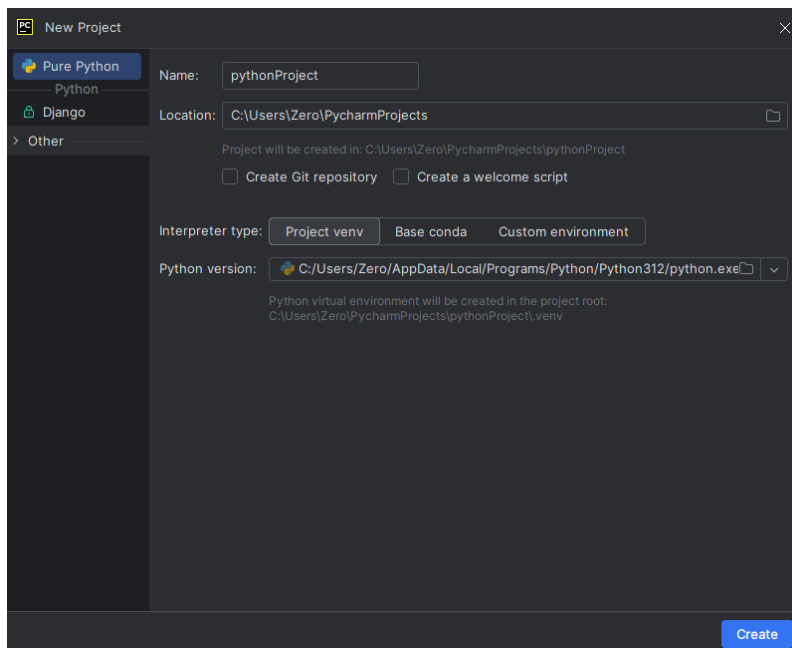 PC New Project
Pure Python
Python
Django
Other
Name: pythonProject
Location: C:\Users\Zero\PycharmProjects
Project will be created in: C:\Users\Zero\PycharmProjects\pythonProject
Create Git repository Create a welcome script
Interpreter type: Project venv Base conda Custom environment
Python version: C:/Users/Zero/AppData/Local/Programs/Python/Python312/python.exe
Python virtual environment will be created in the project root:
C:\Users\Zero\PycharmProjects\pythonProject\.venv
Create